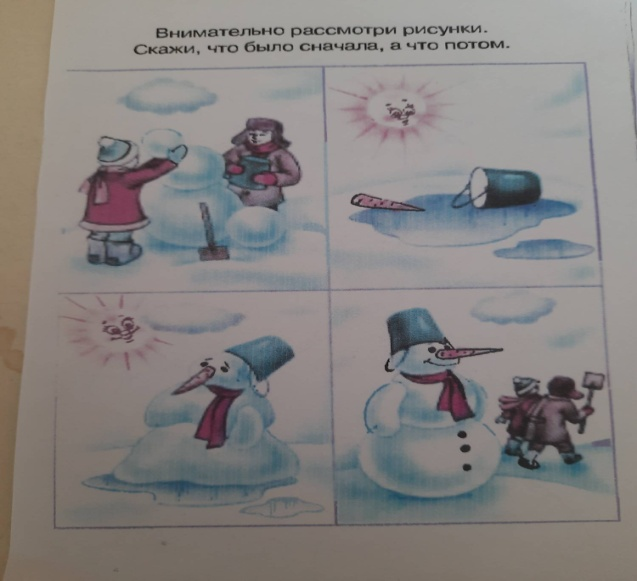 Внимательно рассмотри рисунки.
Скажи, что было сначала, а что потом.